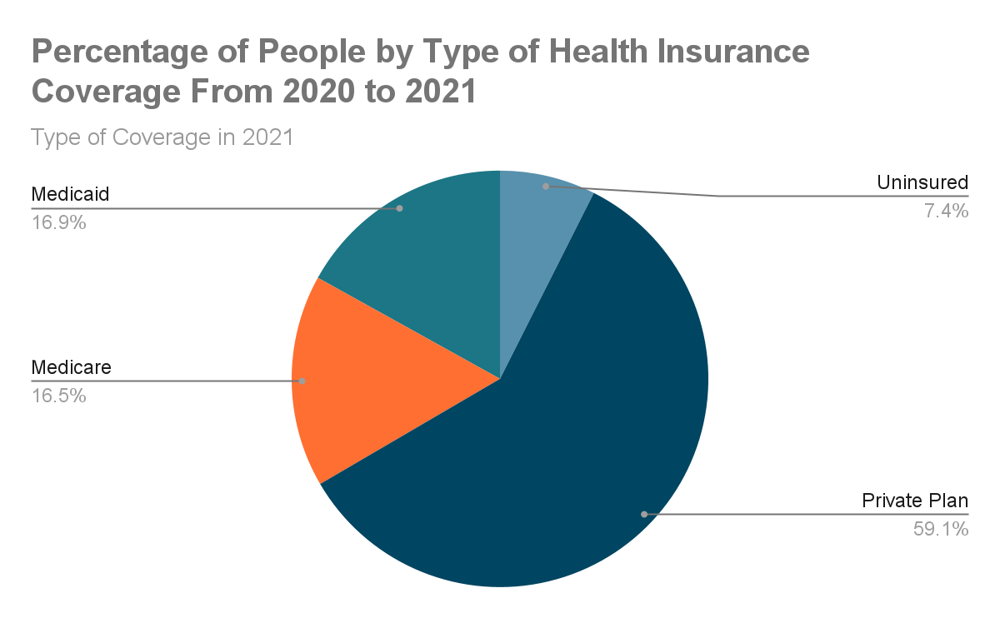 Percentage of People by Type of Health Insurance
Coverage From 2020 to 2021
Type of Coverage in 2021
Uninsured
7.4%
Medicaid
16.9%
Medicare
16.5%
Private Plan
59.1%